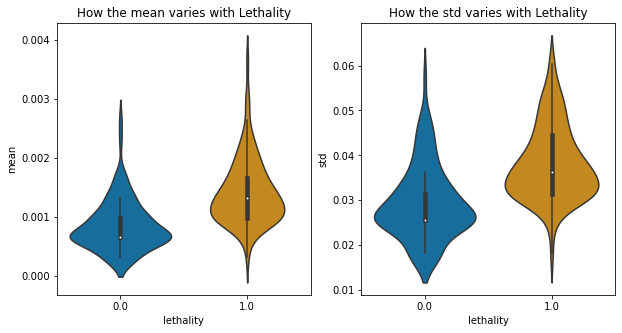 How the mean varies with Lethality
mean
0.004
0.003
0.002
0.001
0.000
0.0 1.0
lethality
How the std varies with Lethality
std
0.06
0.05
0.04
0.03
0.02
0.01
0.0 1.0
lethality